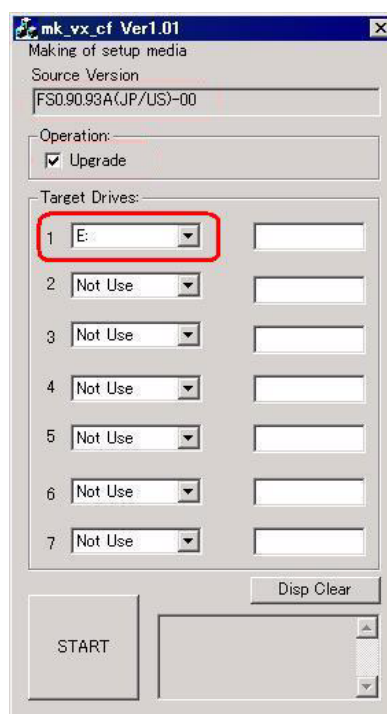 mk_vx_cf Ver1.01
Making of setup media
Source Version
FS0.90.93A(JP/US)-00
Operation:
Upgrade
Target Drives:
1 E:
2 Not Use
3 Not Use
4 Not Use
5 Not Use
6 Not Use
7 Not Use
Disp Clear
START